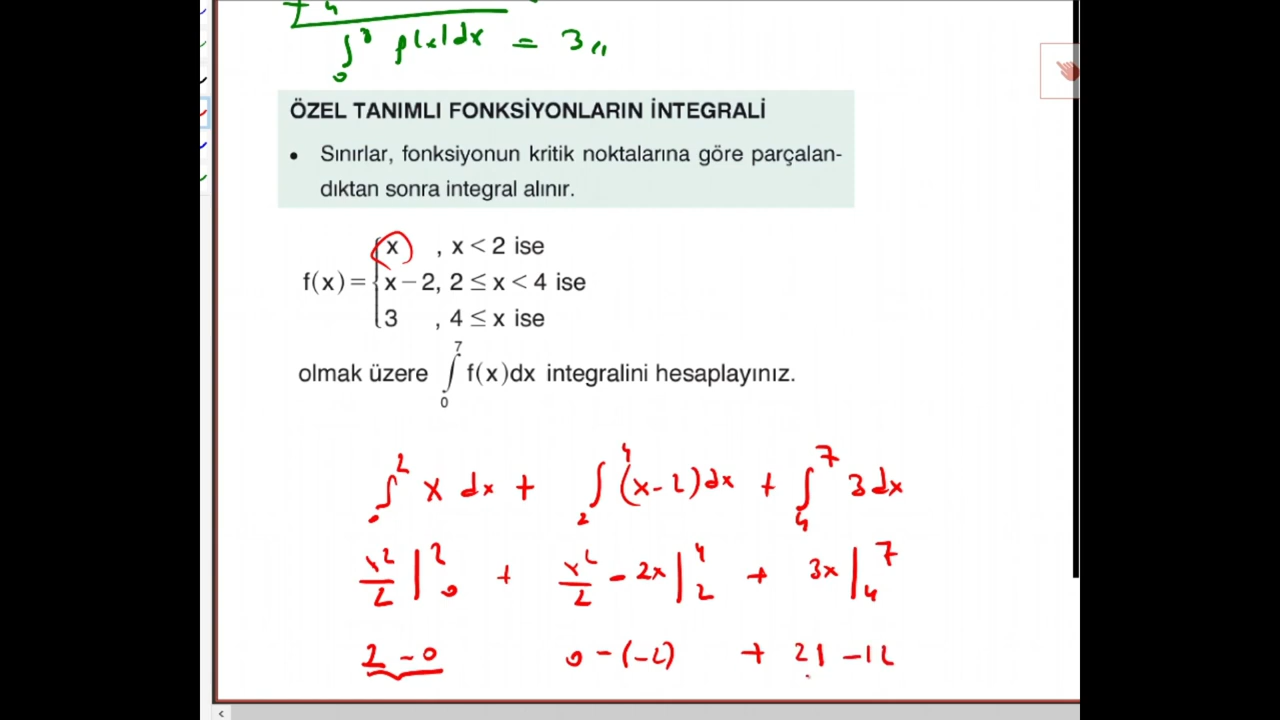 ∫₀³ f(x)dx = 3,,
ÖZEL TANIMLI FONKSİYONLARIN İNTEGRALİ
• Sınırlar, fonksiyonun kritik noktalarına göre parçalan-
dıktan sonra integral alınır.
x , x < 2 ise
f(x) = { x − 2, 2 ≤ x < 4 ise
3 , 4 ≤ x ise
olmak üzere ∫₀⁷ f(x)dx integralini hesaplayınız.
∫₀² x dx + ∫₂⁴ (x-2)dx + ∫₄⁷ 3dx
x²/2 |₀² + x²/2 - 2x |₂⁴ + 3x |₄⁷
2 - 0 0 - (-2) + 21 - 12